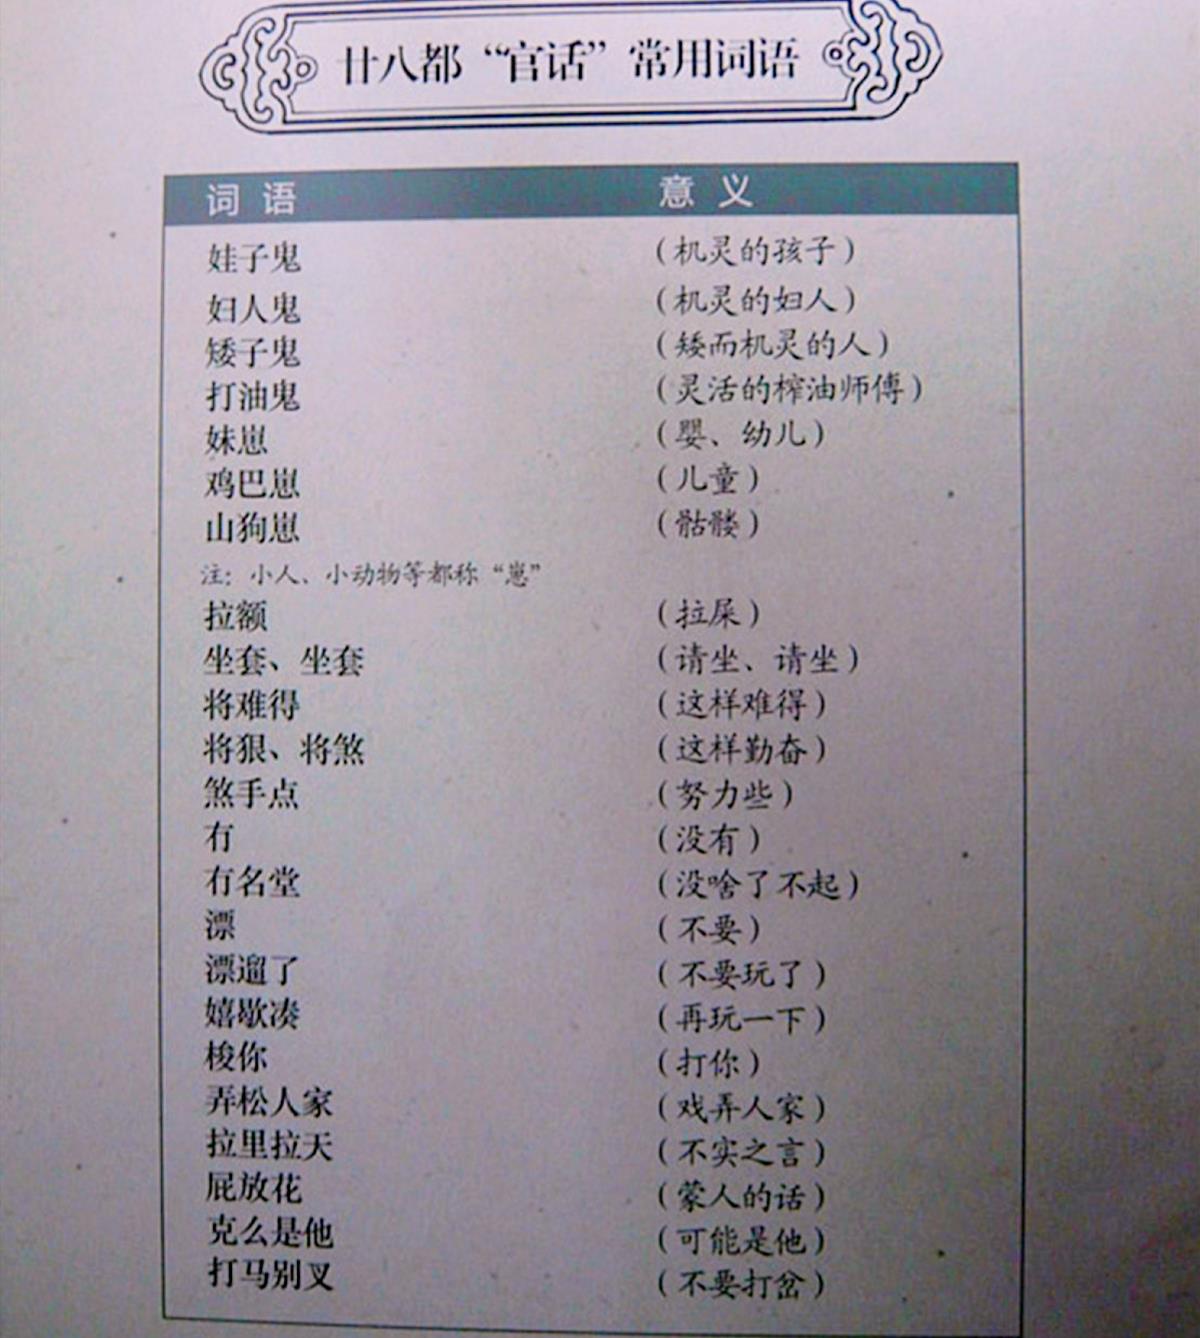 廿八都“官话”常用词语
词语 意义
娃子鬼 （机灵的孩子）
妇人鬼 （机灵的妇人）
矮子鬼 （矮而机灵的人）
打油鬼 （灵活的榨油师傅）
妹崽 （婴、幼儿）
鸡巴崽 （儿童）
山狗崽 （骷髅）
注：小人、小动物等都称“崽”
拉额 （拉屎）
坐套、坐套 （请坐、请坐）
将难得 （这样难得）
将狠、将煞 （这样勤奋）
煞手点 （努力些）
冇 （没有）
冇名堂 （没啥了不起）
漂 （不要）
漂遛了 （不要玩了）
嬉歇凑 （再玩一下）
梭你 （打你）
弄松人家 （戏弄人家）
拉里拉天 （不实之言）
屁放花 （蒙人的话）
克么是他 （可能是他）
打马别叉 （不要打岔）